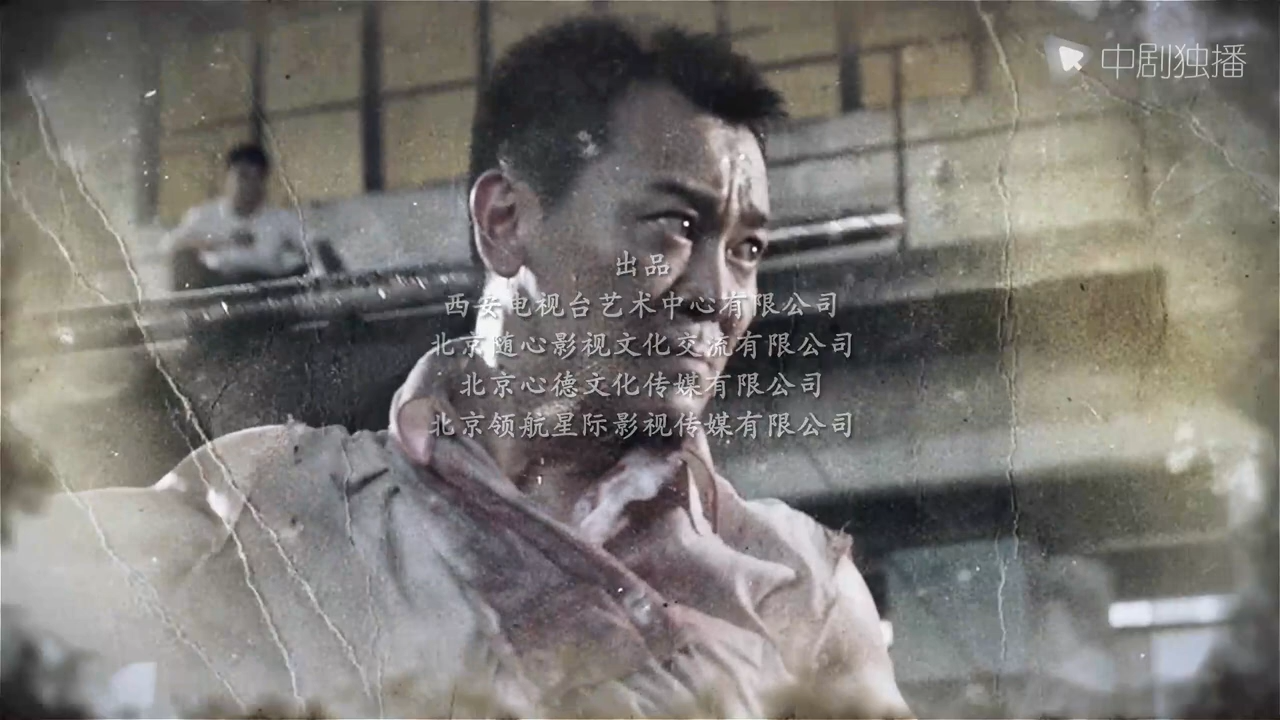 中剧独播
出品
西安电视台艺术中心有限公司
北京随心影视文化交流有限公司
北京心德文化传媒有限公司
北京领航星际影视传媒有限公司